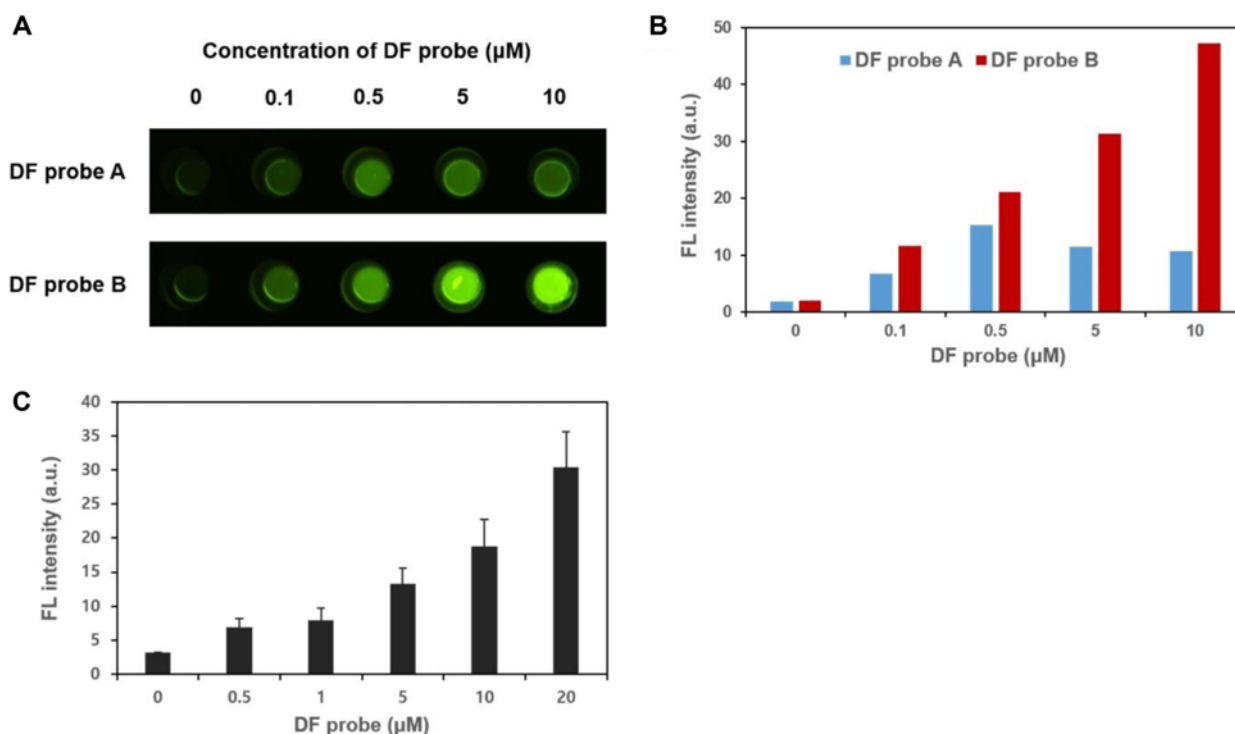 A
Concentration of DF probe (µM)
0 0.1 0.5 5 10
DF probe A
DF probe B
B
50
40
30
20
10
0
FL intensity (a.u.)
DF probe A DF probe B
0 0.1 0.5 5 10
DF probe (µM)
C
40
35
30
25
20
15
10
5
0
FL intensity (a.u.)
0 0.5 1 5 10 20
DF probe (µM)